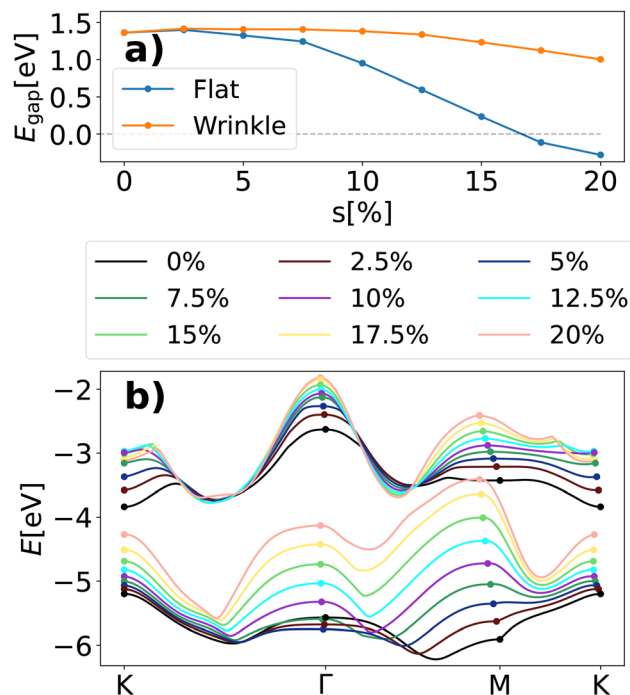 a)
E_gap[eV]
1.5
1.0
0.5
0.0
Flat
Wrinkle
0 5 10 15 20
s[%]
0% 2.5% 5%
7.5% 10% 12.5%
15% 17.5% 20%
b)
E[eV]
−2
−3
−4
−5
−6
K Γ M K